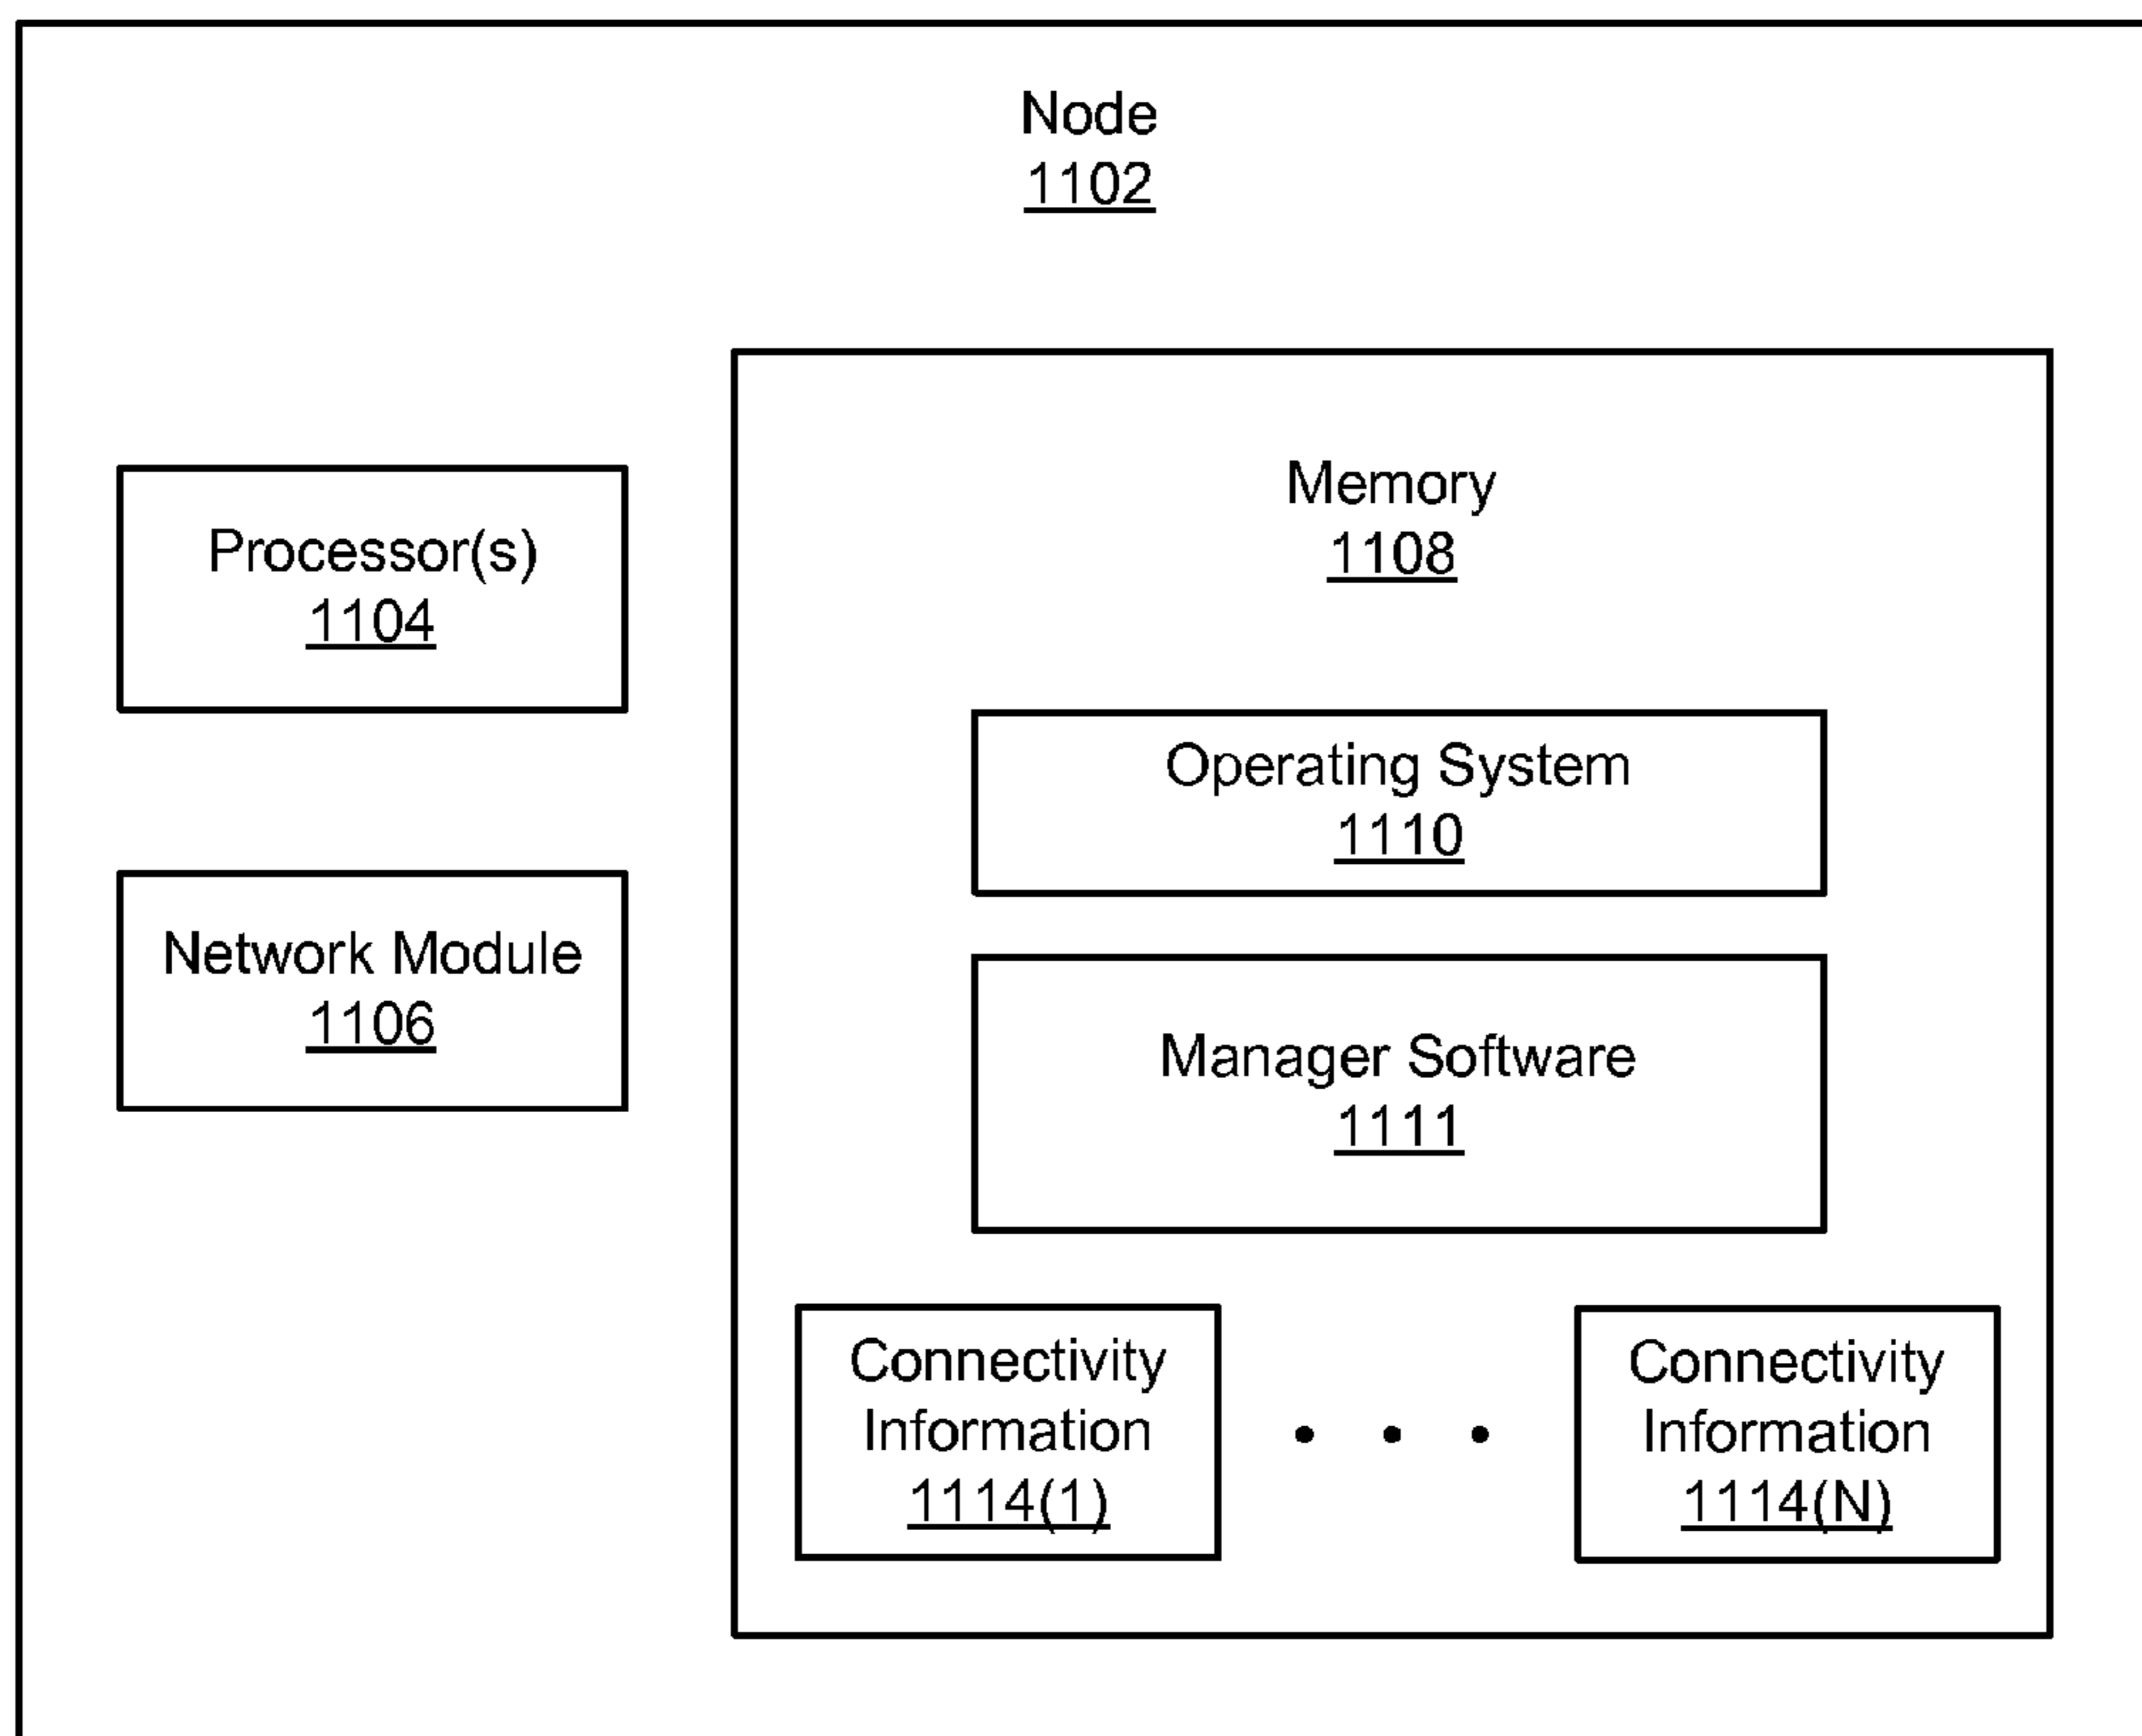 Node
1102
Memory
1108
Processor(s)
1104
Operating System
1110
Network Module
1106
Manager Software
1111
Connectivity
Information
1114(1)
Connectivity
Information
1114(N)